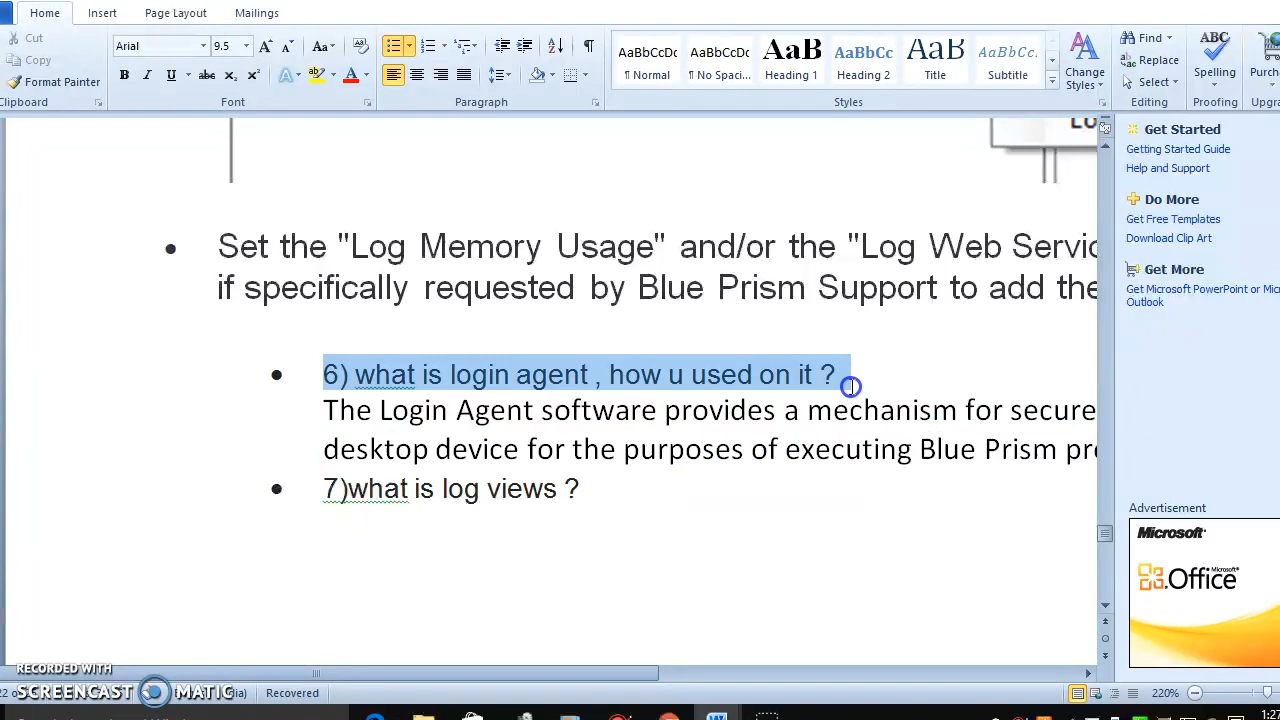 Home Insert Page Layout Mailings
Cut
Copy
Format Painter
Clipboard
Arial 9.5
Font
Paragraph
AaBbCcDc AaBbCcDc AaB AaBbCc AaB AaBbCc
¶ Normal ¶ No Spaci... Heading 1 Heading 2 Title Subtitle
Styles
Change
Styles
Find
Replace
Select
Editing
ABC
Spelling
Proofing
Purch
Upgra
Get Started
Getting Started Guide
Help and Support
Do More
Get Free Templates
Download Clip Art
Get More
Get Microsoft PowerPoint or Micr
Outlook
Advertisement
Microsoft
Office
Set the "Log Memory Usage" and/or the "Log Web Servic
if specifically requested by Blue Prism Support to add the
6) what is login agent , how u used on it ?
The Login Agent software provides a mechanism for secure
desktop device for the purposes of executing Blue Prism pr
7)what is log views ?
RECORDED WITH
SCREENCAST MATIC
Recovered
220%
1:27